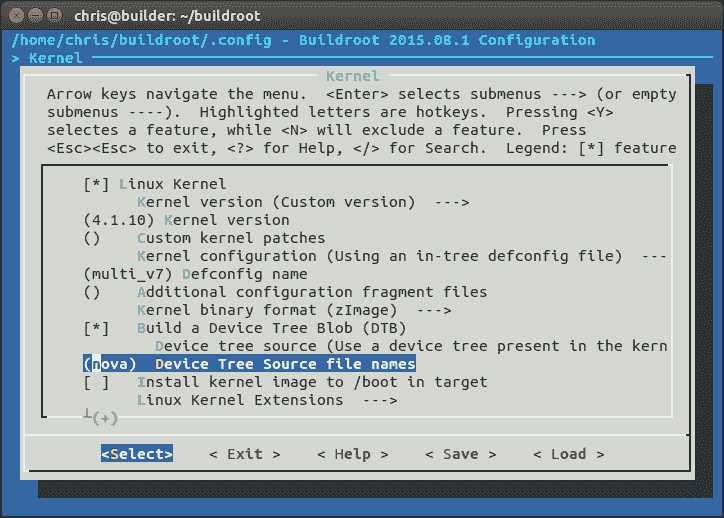 chris@builder: ~/buildroot
/home/chris/buildroot/.config - Buildroot 2015.08.1 Configuration
> Kernel
Kernel
Arrow keys navigate the menu. <Enter> selects submenus ---> (or empty
submenus ----). Highlighted letters are hotkeys. Pressing <Y>
selectes a feature, while <N> will exclude a feature. Press
<Esc><Esc> to exit, <?> for Help, </> for Search. Legend: [*] feature
[*] Linux Kernel
Kernel version (Custom version) --->
(4.1.10) Kernel version
() Custom kernel patches
Kernel configuration (Using an in-tree defconfig file) ---
(multi_v7) Defconfig name
() Additional configuration fragment files
Kernel binary format (zImage) --->
[*] Build a Device Tree Blob (DTB)
Device tree source (Use a device tree present in the kern
(nova) Device Tree Source file names
[ ] Install kernel image to /boot in target
Linux Kernel Extensions --->
┴(+)
<Select> < Exit > < Help > < Save > < Load >